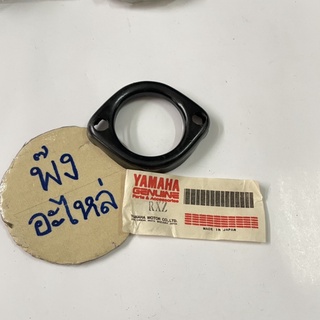 พ๊ง
อะไหล่
YAMAHA
GENUINE
Parts & Accessories
YAMAHA MOTOR CO., LTD.
RXZ
MADE IN JAPAN